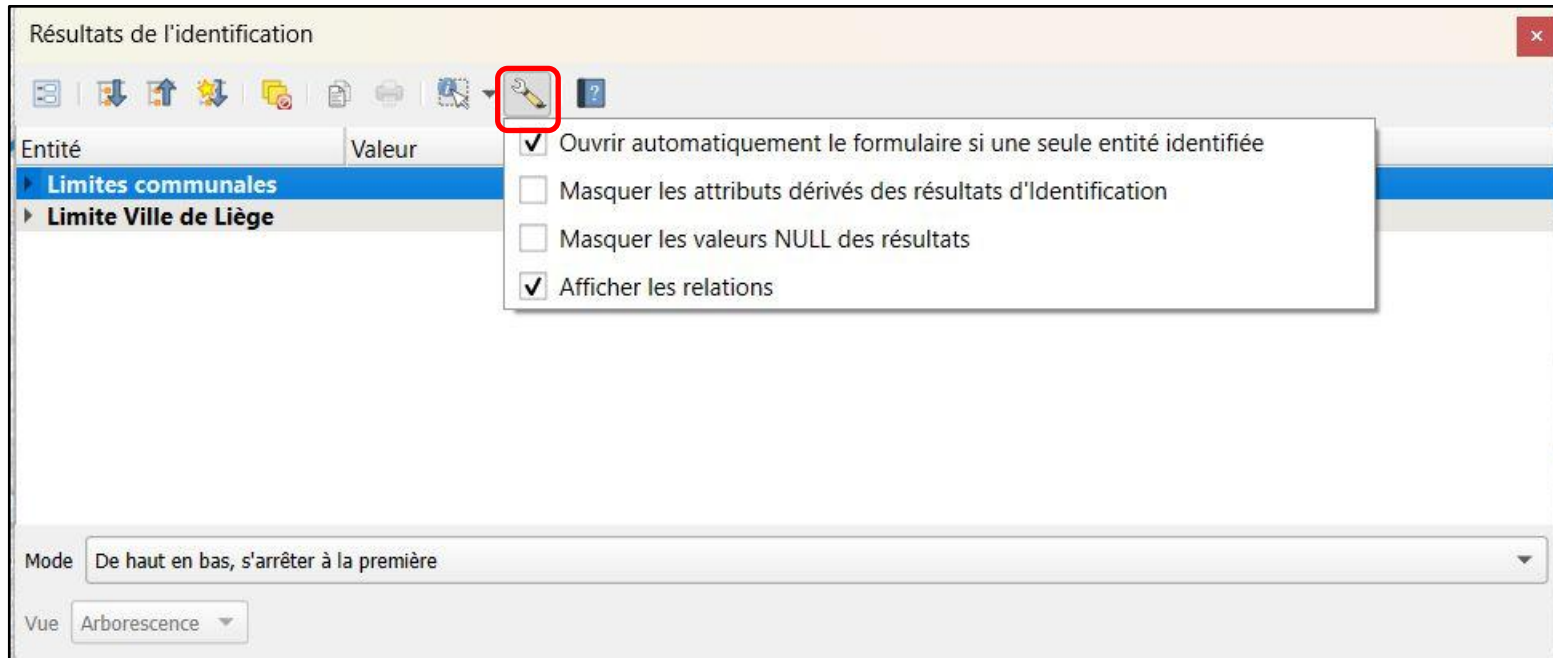 Résultats de l'identification
Entité Valeur
Ouvrir automatiquement le formulaire si une seule entité identifiée
Limites communales
Masquer les attributs dérivés des résultats d'Identification
Limite Ville de Liège
Masquer les valeurs NULL des résultats
Afficher les relations
Mode De haut en bas, s'arrêter à la première
Vue Arborescence